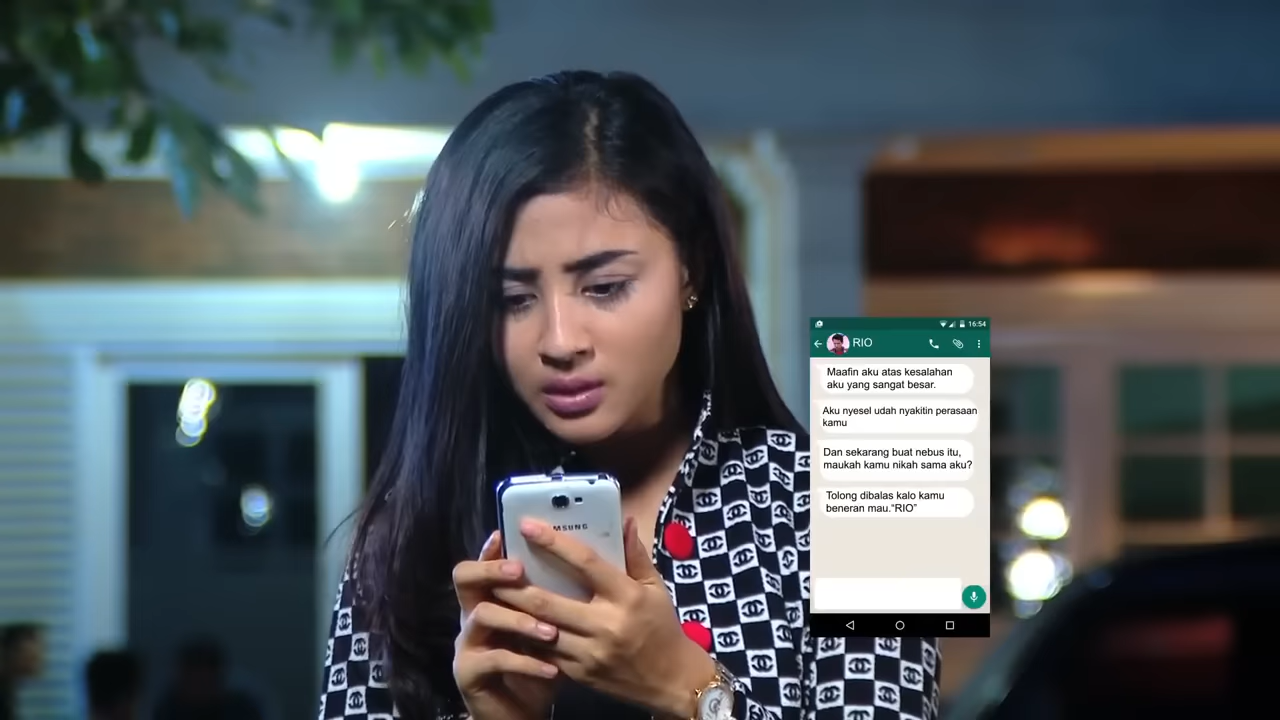 SAMSUNG
16:54
RIO
Maafin aku atas kesalahan
aku yang sangat besar.
Aku nyesel udah nyakitin perasaan
kamu
Dan sekarang buat nebus itu,
maukah kamu nikah sama aku?
Tolong dibalas kalo kamu
beneran mau.“RIO”